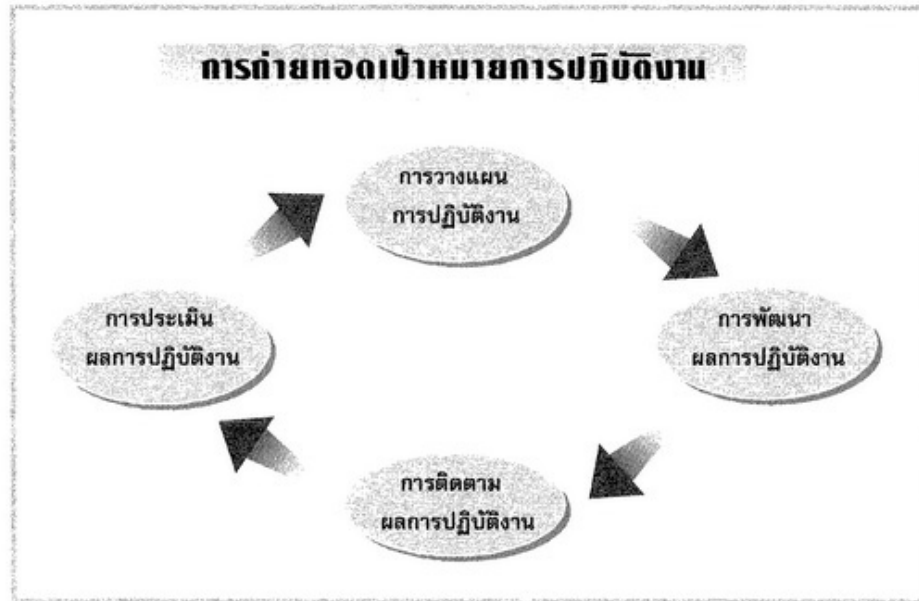 การถ่ายทอดเป้าหมายการปฏิบัติงาน
การวางแผน
การปฏิบัติงาน
การพัฒนา
ผลการปฏิบัติงาน
การติดตาม
ผลการปฏิบัติงาน
การประเมิน
ผลการปฏิบัติงาน